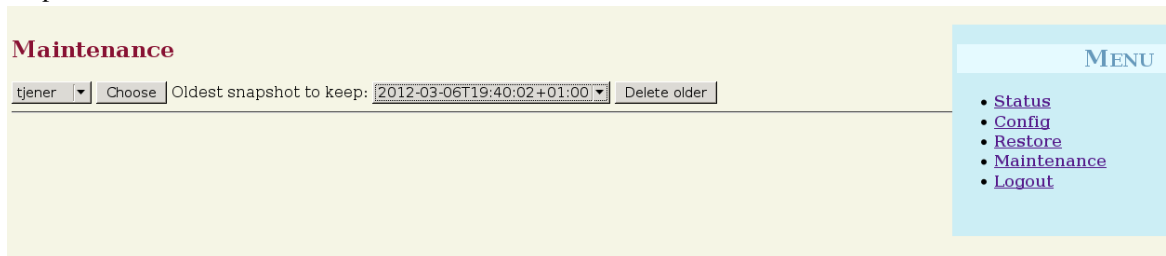 Maintenance
tjener Choose Oldest snapshot to keep: 2012-03-06T19:40:02+01:00 Delete older
MENU
Status
Config
Restore
Maintenance
Logout